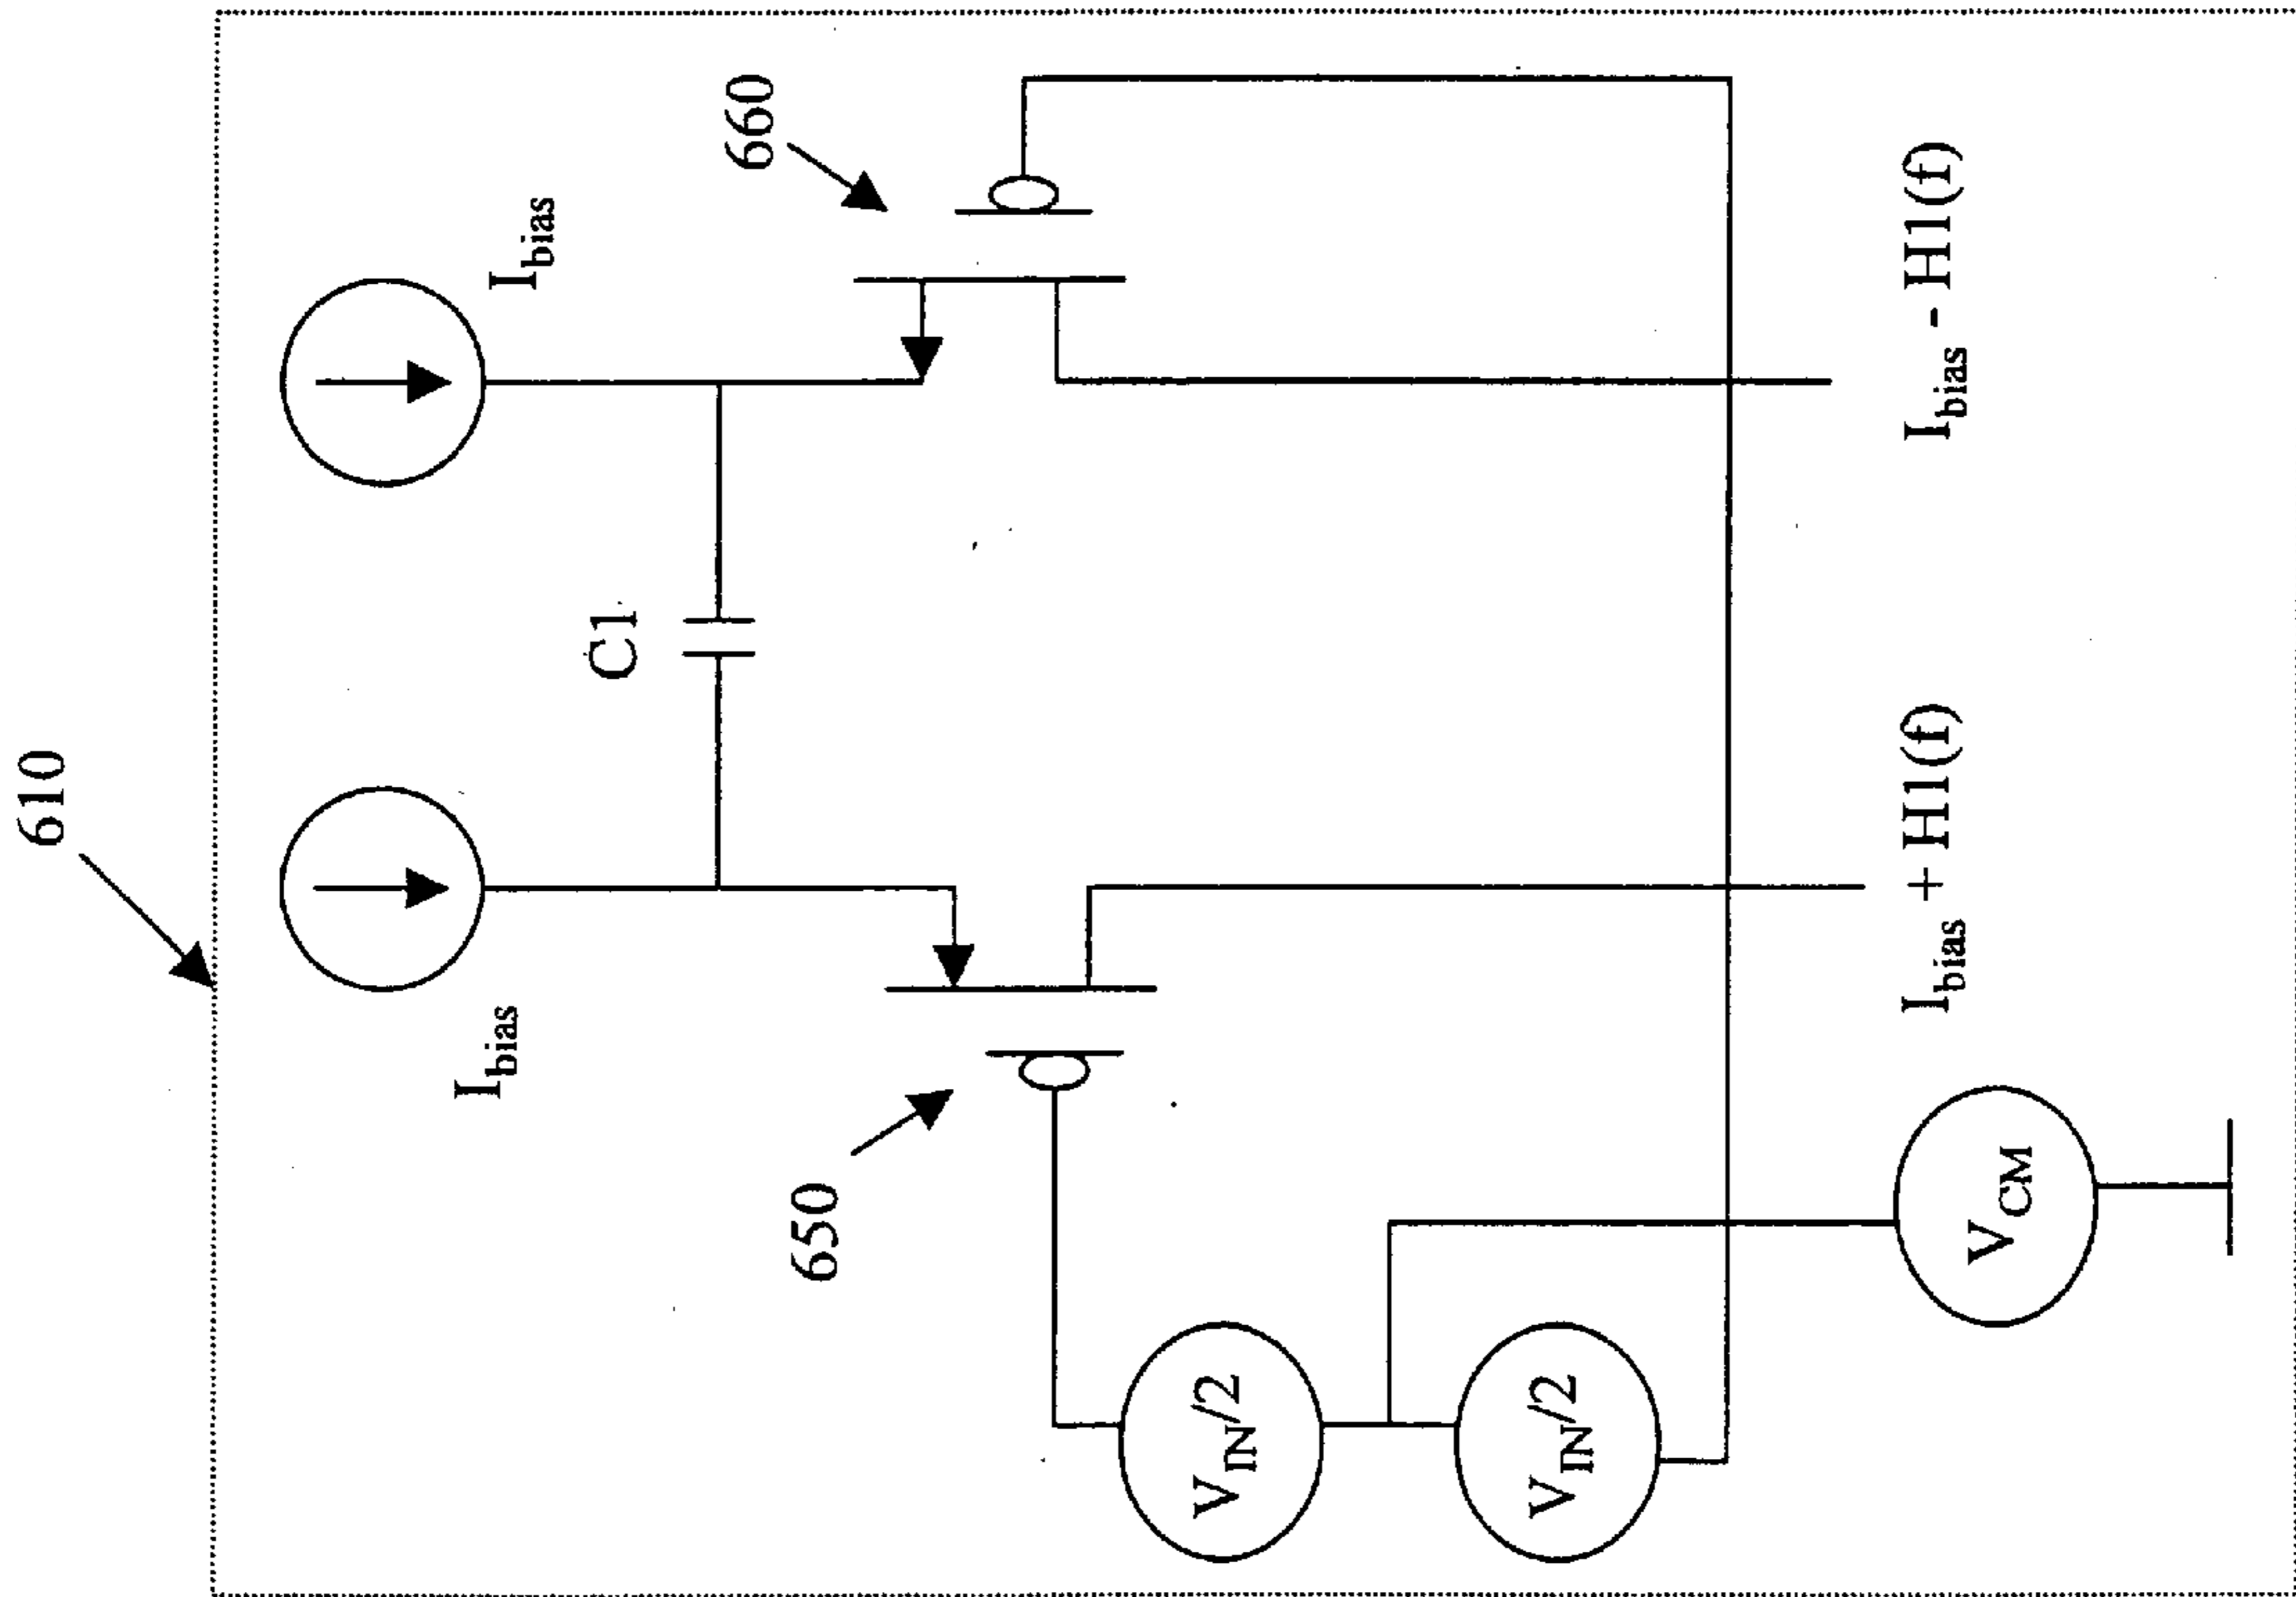 610
I_bias
I_bias
C1
660
650
V_IN/2
V_IN/2
V_CM
I_bias + H1(f)
I_bias - H1(f)